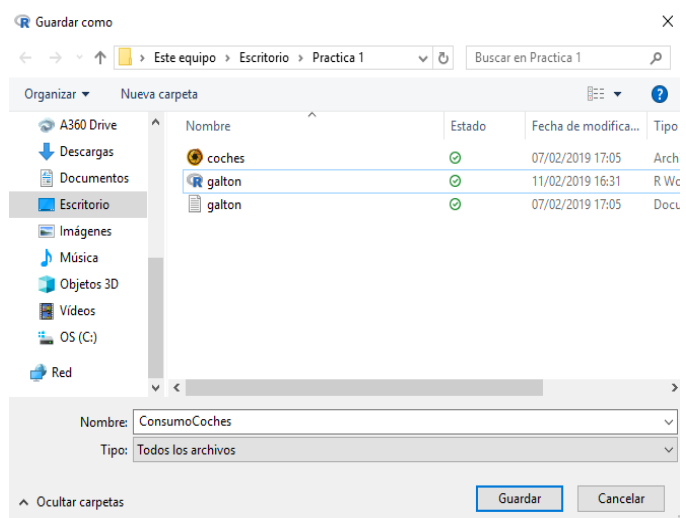 Guardar como
Este equipo > Escritorio > Practica 1
Buscar en Practica 1
Organizar Nueva carpeta
A360 Drive
Descargas
Documentos
Escritorio
Imágenes
Música
Objetos 3D
Vídeos
OS (C:)
Red
Nombre Estado Fecha de modifica... Tipo
coches 07/02/2019 17:05 Arch
galton 11/02/2019 16:31 R Wo
galton 07/02/2019 17:05 Docu
Nombre: ConsumoCoches
Tipo: Todos los archivos
Ocultar carpetas
Guardar Cancelar